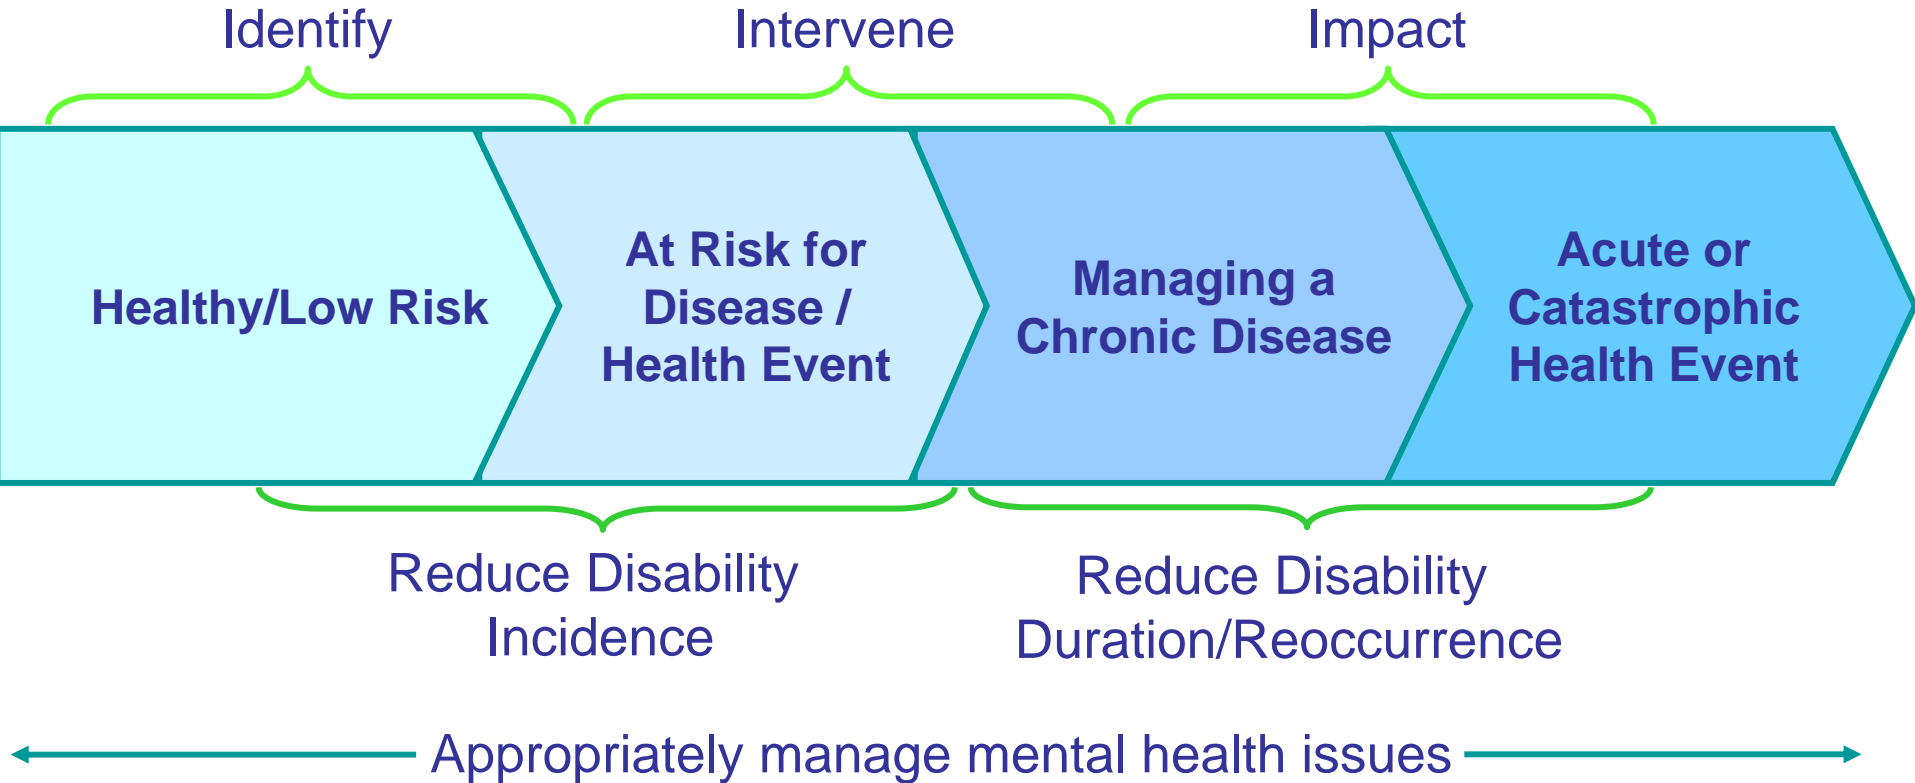 Identify
Intervene
Impact
Healthy/Low Risk
At Risk for
Disease /
Health Event
Managing a
Chronic Disease
Acute or
Catastrophic
Health Event
Reduce Disability
Incidence
Reduce Disability
Duration/Reoccurrence
Appropriately manage mental health issues